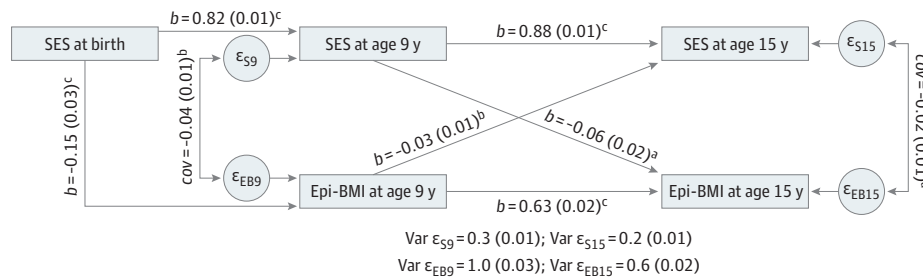 b=0.82 (0.01)ᶜ
b=0.88 (0.01)ᶜ
SES at birth
SES at age 9 y
SES at age 15 y
εS9
εS15
b=-0.15 (0.03)ᶜ
cov=-0.04 (0.01)ᵇ
b=-0.03 (0.01)ᵇ
b=-0.06 (0.02)ᵃ
cov=-0.02 (0.01)ᵃ
εEB9
εEB15
Epi-BMI at age 9 y
Epi-BMI at age 15 y
b=0.63 (0.02)ᶜ
Var εS9=0.3 (0.01); Var εS15=0.2 (0.01)
Var εEB9=1.0 (0.03); Var εEB15=0.6 (0.02)